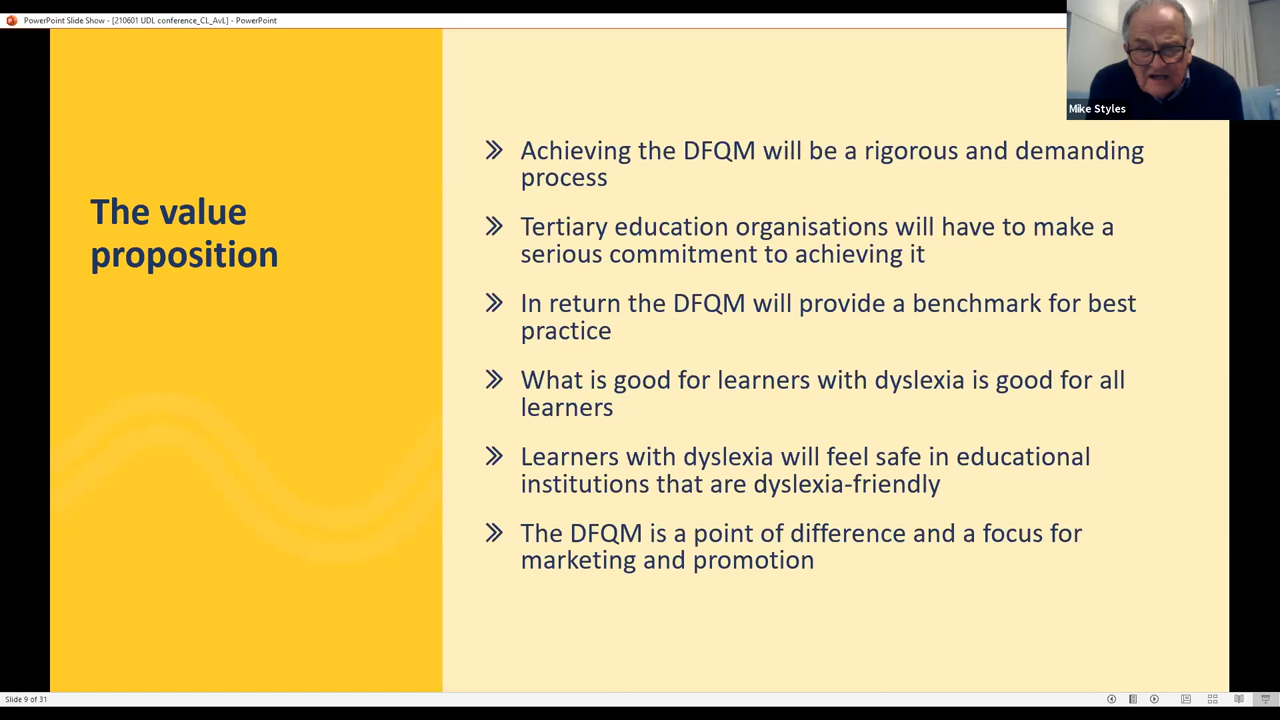 PowerPoint Slide Show - [210601 UDL conference_CL_AvL] - PowerPoint
Mike Styles
The value
proposition
Achieving the DFQM will be a rigorous and demanding
process
Tertiary education organisations will have to make a
serious commitment to achieving it
In return the DFQM will provide a benchmark for best
practice
What is good for learners with dyslexia is good for all
learners
Learners with dyslexia will feel safe in educational
institutions that are dyslexia-friendly
The DFQM is a point of difference and a focus for
marketing and promotion
Slide 9 of 31